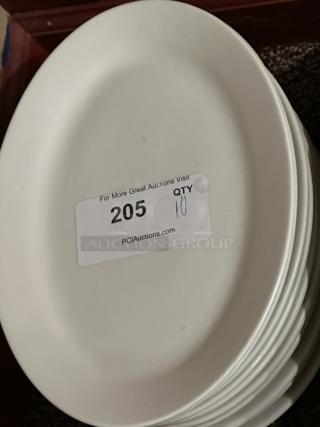 For More Great Auctions Visit
205 QTY 10
PCIAuctions.com
AUCTION GROUP